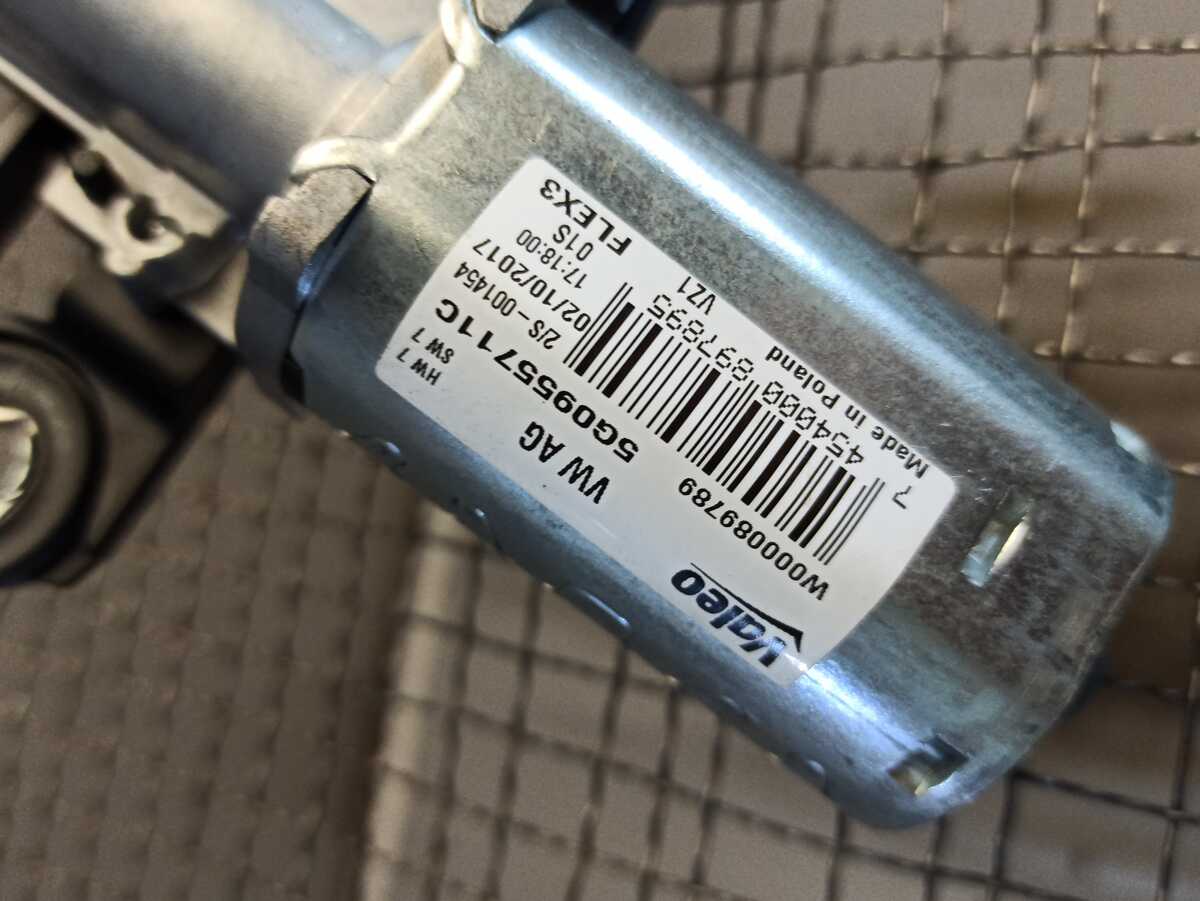 Valeo
W000089789
VW AG
5G0955711C
HW 7
SW 7
2/S-001454
02/10/2017
17:18:00
01S
FLEX3
454000 897895
VZ1
7
Made in Poland